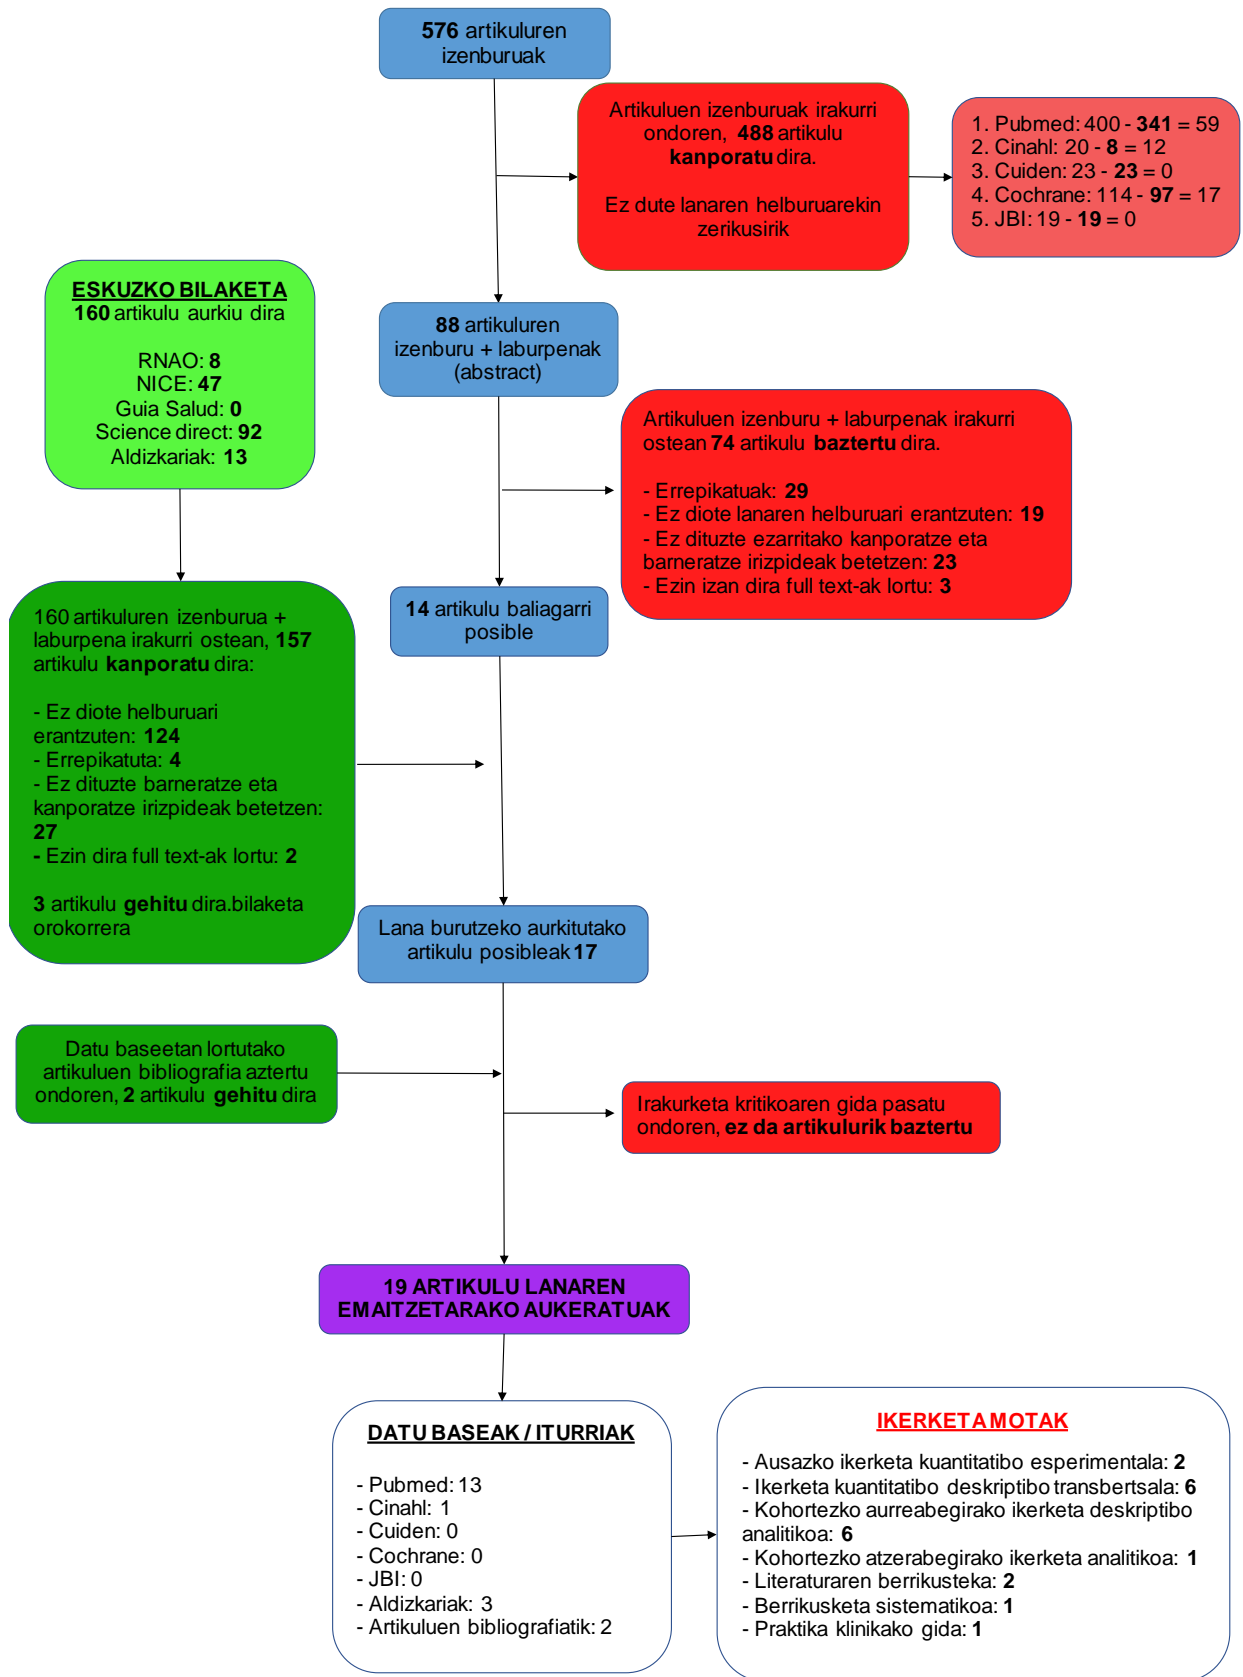 576 artikuluren
izenburuak
Artikuluen izenburuak irakurri
ondoren, 488 artikulu
kanporatu dira.
Ez dute lanaren helburuarekin
zerikusirik
1. Pubmed: 400 - 341 = 59
2. Cinahl: 20 - 8 = 12
3. Cuiden: 23 - 23 = 0
4. Cochrane: 114 - 97 = 17
5. JBI: 19 - 19 = 0
ESKUZKO BILAKETA
160 artikulu aurkiu dira
RNAO: 8
NICE: 47
Guia Salud: 0
Science direct: 92
Aldizkariak: 13
88 artikuluren
izenburu + laburpenak
(abstract)
Artikuluen izenburu + laburpenak irakurri
ostean 74 artikulu baztertu dira.
- Errepikatuak: 29
- Ez diote lanaren helburuari erantzuten: 19
- Ez dituzte ezarritako kanporatze eta
barneratze irizpideak betetzen: 23
- Ezin izan dira full text-ak lortu: 3
14 artikulu baliagarri
posible
160 artikuluren izenburua +
laburpena irakurri ostean, 157
artikulu kanporatu dira:
- Ez diote helburuari
erantzuten: 124
- Errepikatuta: 4
- Ez dituzte barneratze eta
kanporatze irizpideak betetzen:
27
- Ezin dira full text-ak lortu: 2
3 artikulu gehitu dira.bilaketa
orokorrera
Lana burutzeko aurkitutako
artikulu posibleak 17
Datu baseetan lortutako
artikuluen bibliografia aztertu
ondoren, 2 artikulu gehitu dira
Irakurketa kritikoaren gida pasatu
ondoren, ez da artikulurik baztertu
19 ARTIKULU LANAREN
EMAITZETARAKO AUKERATUAK
DATU BASEAK / ITURRIAK
- Pubmed: 13
- Cinahl: 1
- Cuiden: 0
- Cochrane: 0
- JBI: 0
- Aldizkariak: 3
- Artikuluen bibliografiatik: 2
IKERKETA MOTAK
- Ausazko ikerketa kuantitatibo esperimentala: 2
- Ikerketa kuantitatibo deskriptibo transbertsala: 6
- Kohortezko aurreabegirako ikerketa deskriptibo
analitikoa: 6
- Kohortezko atzerabegirako ikerketa analitikoa: 1
- Literaturaren berrikusteka: 2
- Berrikusketa sistematikoa: 1
- Praktika klinikako gida: 1